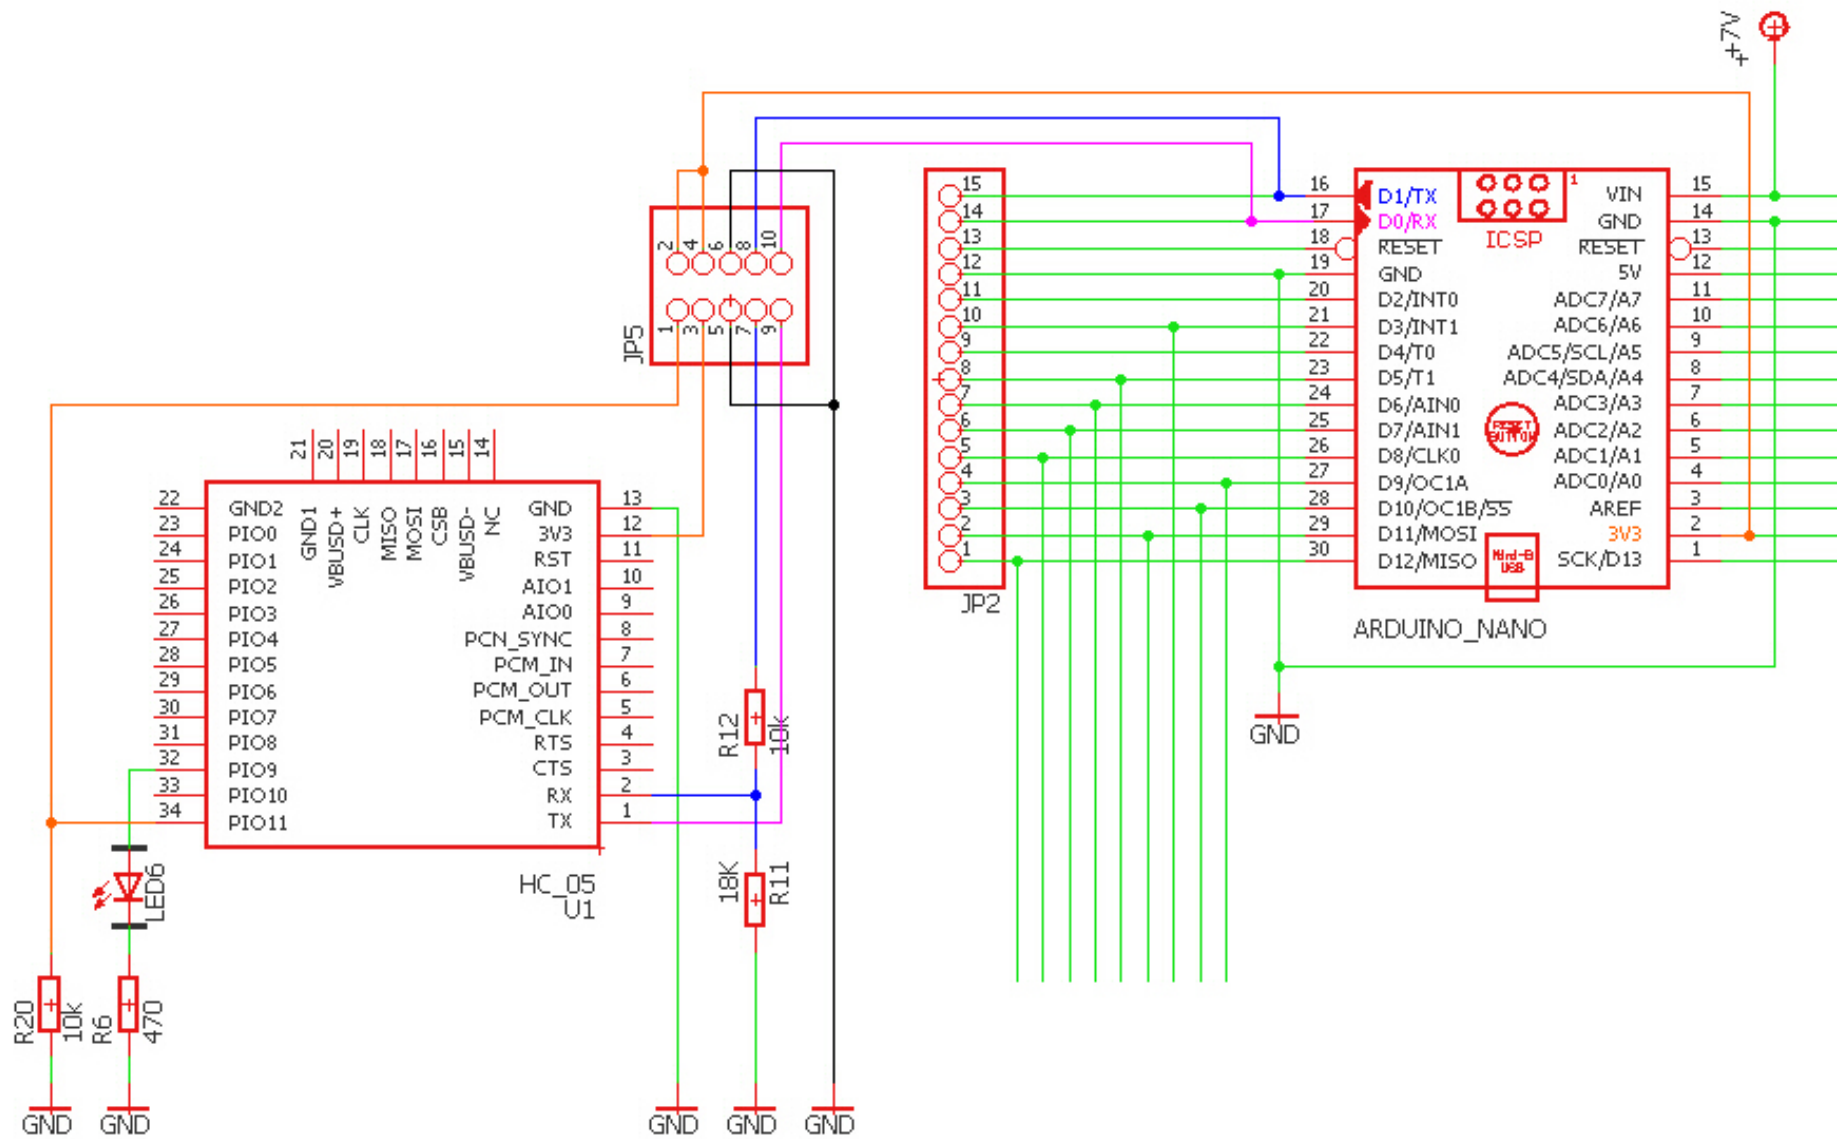 +7V
2
4
6
8
10
1
3
5
7
9
JP5
15
14
13
12
11
10
9
8
7
6
5
4
3
2
1
JP2
16 D1/TX
17 D0/RX
18 RESET
19 GND
20 D2/INT0
21 D3/INT1
22 D4/T0
23 D5/T1
24 D6/AIN0
25 D7/AIN1
26 D8/CLK0
27 D9/OC1A
28 D10/OC1B/SS
29 D11/MOSI
30 D12/MISO
1
ICSP
RESET
BUTTON
Mini-B
USB
VIN 15
GND 14
RESET 13
5V 12
ADC7/A7 11
ADC6/A6 10
ADC5/SCL/A5 9
ADC4/SDA/A4 8
ADC3/A3 7
ADC2/A2 6
ADC1/A1 5
ADC0/A0 4
AREF 3
3V3 2
SCK/D13 1
ARDUINO_NANO
GND
21 GND1
20 VBUSD+
19 CLK
18 MISO
17 MOSI
16 CSB
15 VBUSD-
14 NC
22 GND2
23 PIO0
24 PIO1
25 PIO2
26 PIO3
27 PIO4
28 PIO5
29 PIO6
30 PIO7
31 PIO8
32 PIO9
33 PIO10
34 PIO11
GND 13
3V3 12
RST 11
AIO1 10
AIO0 9
PCN_SYNC 8
PCM_IN 7
PCM_OUT 6
PCM_CLK 5
RTS 4
CTS 3
RX 2
TX 1
HC_05
U1
R12
10k
18K
R11
LED6
R20
10k
R6
470
GND
GND
GND
GND
GND